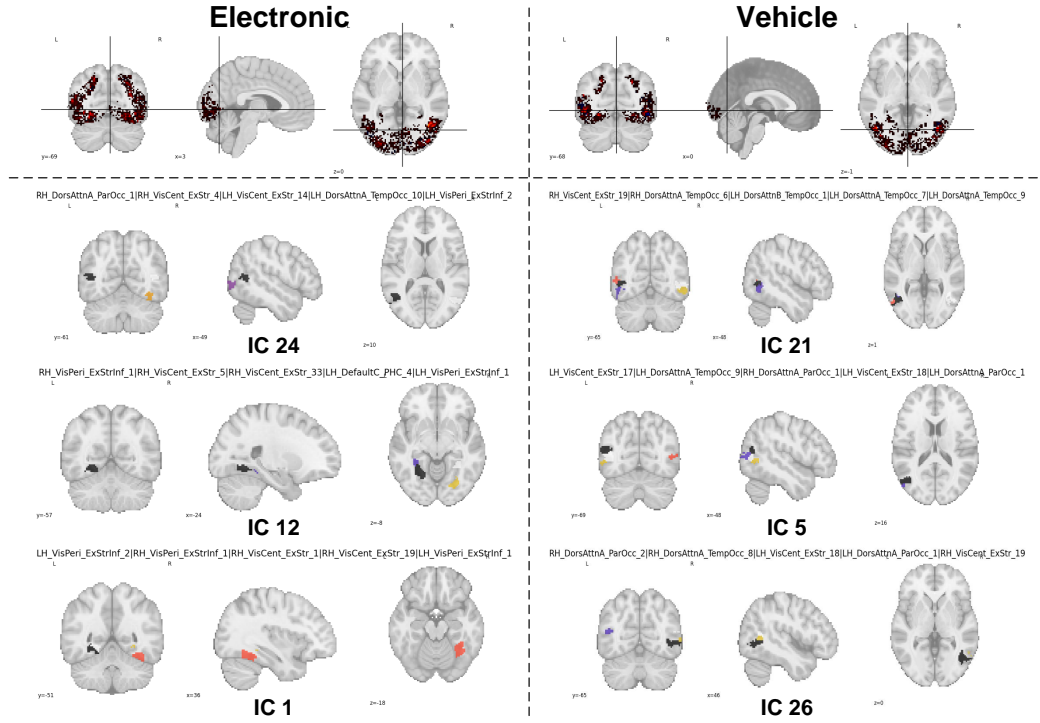 Electronic
L
R
L
R
y=-69
x=3
z=0
RH_DorsAttnA_ParOcc_1|RH_VisCent_ExStr_4|LH_VisCent_ExStr_14|LH_DorsAttnA_TempOcc_10|LH_VisPeri_ExStrInf_2
L
R
y=-61
x=-49
z=10
IC 24
RH_VisPeri_ExStrInf_1|RH_VisCent_ExStr_5|RH_VisCent_ExStr_33|LH_DefaultC_PHC_4|LH_VisPeri_ExStrInf_1
L
R
y=-57
x=-24
z=-8
IC 12
LH_VisPeri_ExStrInf_2|RH_VisPeri_ExStrInf_1|RH_VisCent_ExStr_1|RH_VisCent_ExStr_19|LH_VisPeri_ExStrInf_1
L
R
y=-51
x=36
z=-18
IC 1
Vehicle
L
R
L
R
y=-68
x=0
z=-1
RH_VisCent_ExStr_19|RH_DorsAttnA_TempOcc_6|LH_DorsAttnB_TempOcc_1|LH_DorsAttnA_TempOcc_7|LH_DorsAttnA_TempOcc_9
L
R
y=-65
x=-48
z=1
IC 21
LH_VisCent_ExStr_17|LH_DorsAttnA_TempOcc_9|RH_DorsAttnA_ParOcc_1|LH_VisCent_ExStr_18|LH_DorsAttnA_ParOcc_1
L
R
y=-69
x=-48
z=16
IC 5
RH_DorsAttnA_ParOcc_2|RH_DorsAttnA_TempOcc_8|LH_VisCent_ExStr_18|LH_DorsAttnA_ParOcc_1|RH_VisCent_ExStr_19
L
R
y=-65
x=46
z=0
IC 26